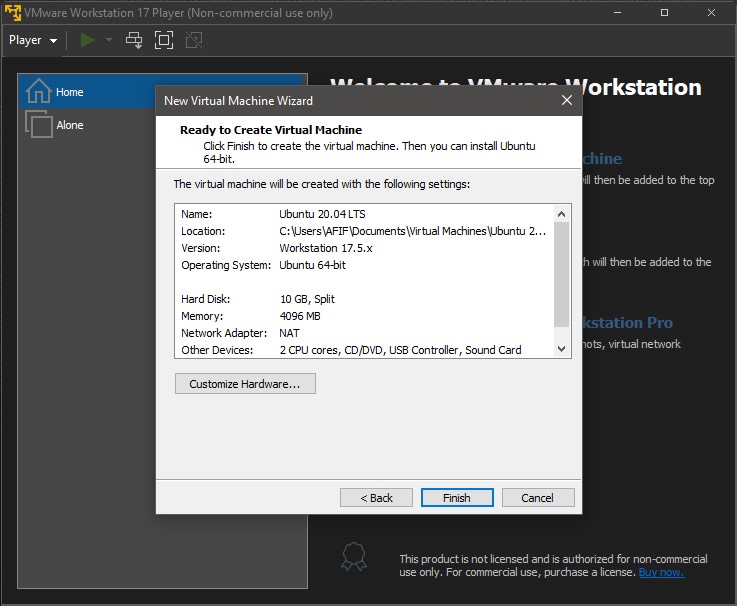 VMware Workstation 17 Player (Non-commercial use only)
Player
Home
Alone
Welcome to VMware Workstation
New Virtual Machine Wizard
Ready to Create Virtual Machine
Click Finish to create the virtual machine. Then you can install Ubuntu
64-bit.
The virtual machine will be created with the following settings:
Name: Ubuntu 20.04 LTS
Location: C:\Users\AFIF\Documents\Virtual Machines\Ubuntu 2...
Version: Workstation 17.5.x
Operating System: Ubuntu 64-bit
Hard Disk: 10 GB, Split
Memory: 4096 MB
Network Adapter: NAT
Other Devices: 2 CPU cores, CD/DVD, USB Controller, Sound Card
Customize Hardware...
< Back Finish Cancel
will then be added to the top
h will then be added to the
kstation Pro
hots, virtual network
This product is not licensed and is authorized for non-commercial
use only. For commercial use, purchase a license. Buy now.